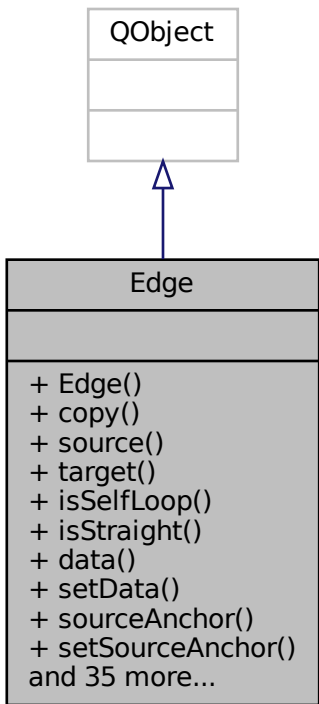 QObject
Edge
+ Edge()
+ copy()
+ source()
+ target()
+ isSelfLoop()
+ isStraight()
+ data()
+ setData()
+ sourceAnchor()
+ setSourceAnchor()
and 35 more...